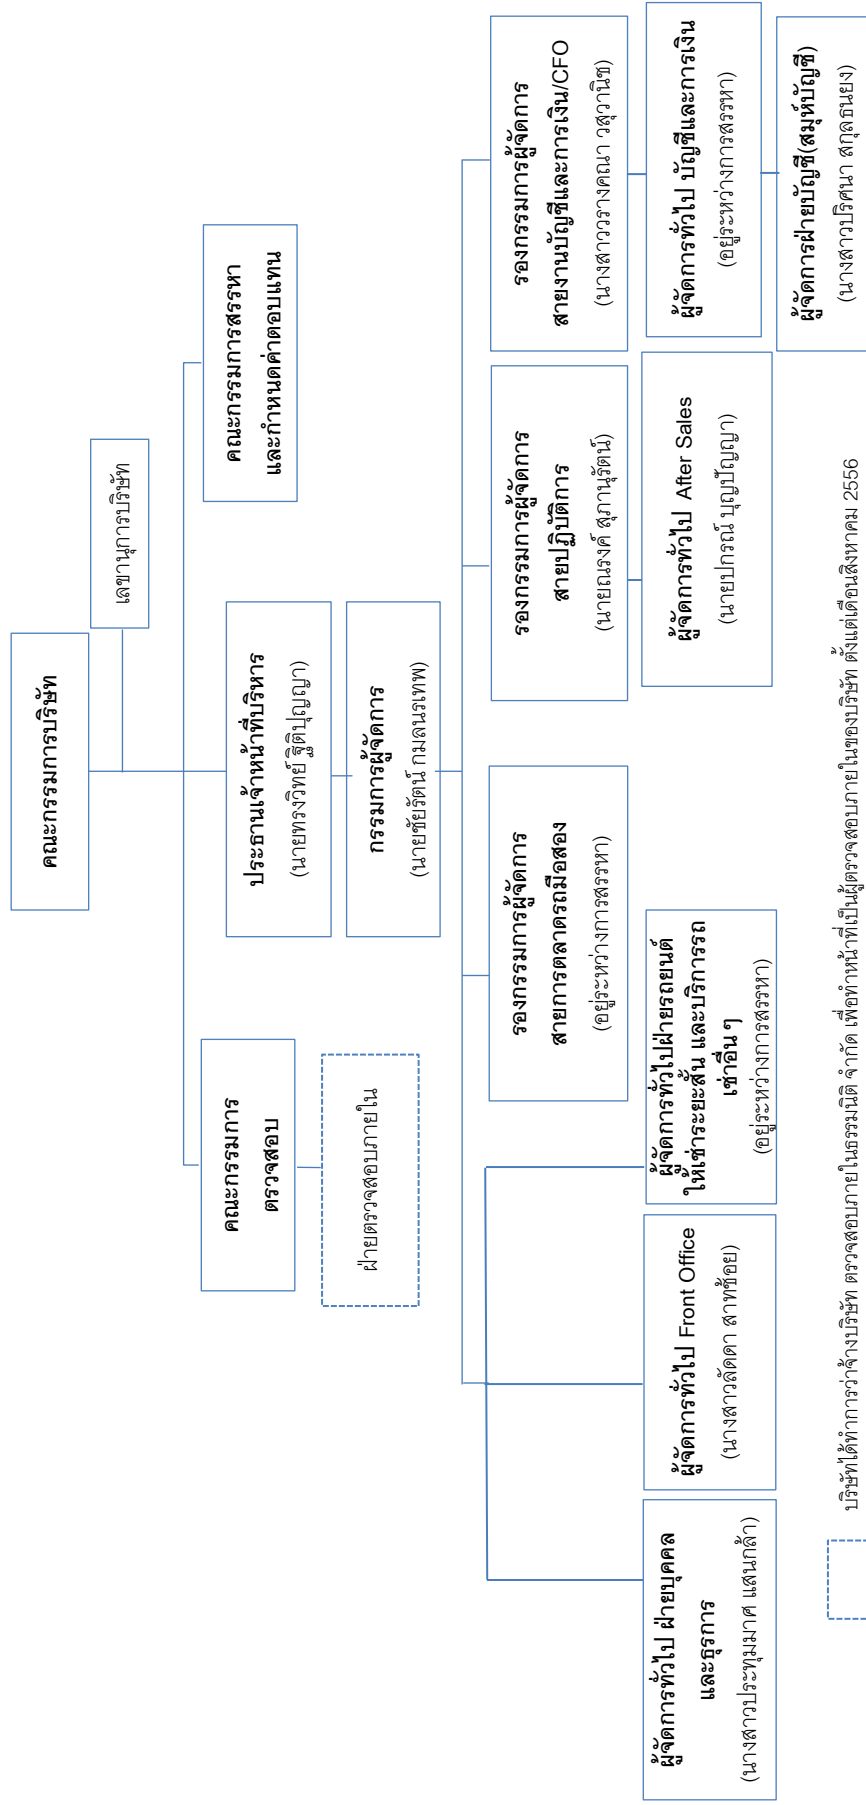 คณะกรรมการบริษัท
เลขานุการบริษัท
คณะกรรมการ
ตรวจสอบ
ฝ่ายตรวจสอบภายใน
ประธานเจ้าหน้าที่บริหาร
(นายทรงวิทย์ ฐิติปุญญา)
คณะกรรมการสรรหา
และกำหนดค่าตอบแทน
กรรมการผู้จัดการ
(นายชัยรัตน์ กมลนรเทพ)
รองกรรมการผู้จัดการ
สายการตลาดรถมือสอง
(อยู่ระหว่างการสรรหา)
รองกรรมการผู้จัดการ
สายปฏิบัติการ
(นายณรงค์ สุภานุรัตน์)
รองกรรมการผู้จัดการ
สายงานบัญชีและการเงิน/CFO
(นางสาววรางคณา วสุวานิช)
ผู้จัดการทั่วไป ฝ่ายบุคคล
และธุรการ
(นางสาวประทุมมาศ แสนกล้า)
ผู้จัดการทั่วไป Front Office
(นางสาวลัดดา สาทช้อย)
ผู้จัดการทั่วไปฝ่ายรถยนต์
ให้เช่าระยะสั้น และบริการรถ
เช่าอื่น ๆ
(อยู่ระหว่างการสรรหา)
ผู้จัดการทั่วไป After Sales
(นายปกรณ์ บุญปัญญา)
ผู้จัดการทั่วไป บัญชีและการเงิน
(อยู่ระหว่างการสรรหา)
ผู้จัดการฝ่ายบัญชี(สมุห์บัญชี)
(นางสาวปริศนา สกุลธนยง)
บริษัทได้ทำการว่าจ้างบริษัท ตรวจสอบภายในธรรมนิติ จำกัด เพื่อทำหน้าที่เป็นผู้ตรวจสอบภายในของบริษัท ตั้งแต่เดือนสิงหาคม 2556